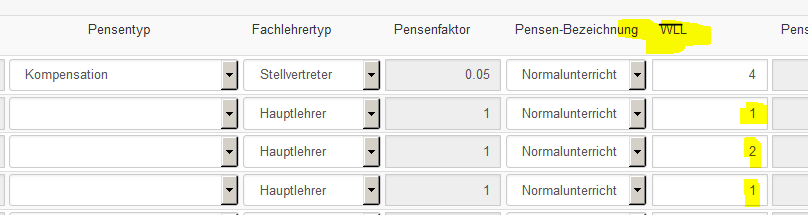 Pensentyp Fachlehrertyp Pensenfaktor Pensen-Bezeichnung WLL Pens
Kompensation Stellvertreter 0.05 Normalunterricht 4
Hauptlehrer 1 Normalunterricht 1
Hauptlehrer 1 Normalunterricht 2
Hauptlehrer 1 Normalunterricht 1